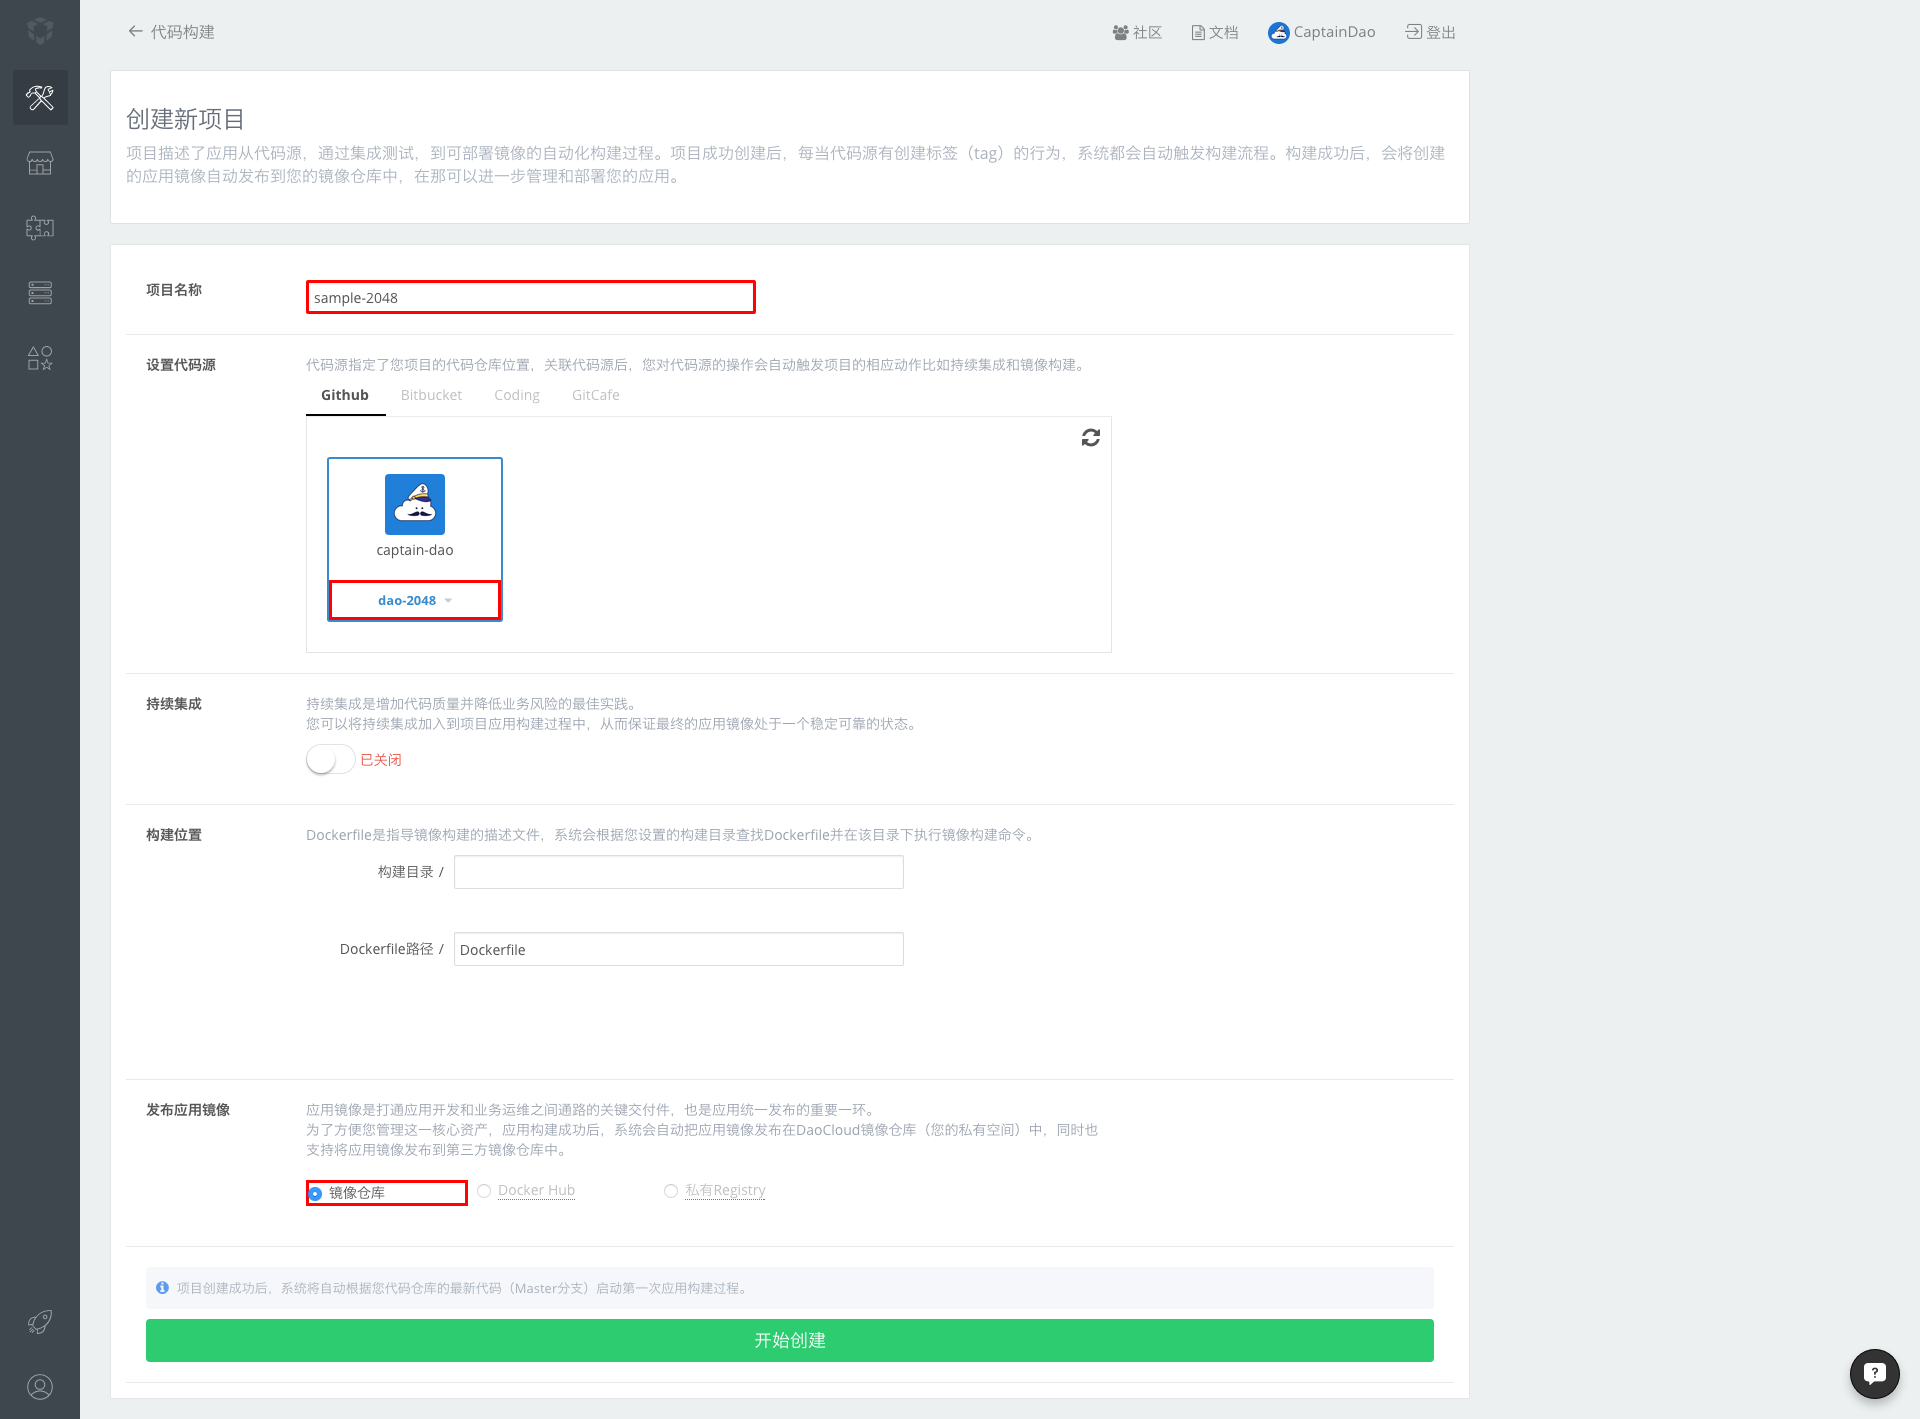 代码构建
社区 文档 CaptainDao 登出
创建新项目
项目描述了应用从代码源，通过集成测试，到可部署镜像的自动化构建过程。项目成功创建后，每当代码源有创建标签（tag）的行为，系统都会自动触发构建流程。构建成功后，会将创建
的应用镜像自动发布到您的镜像仓库中，在那可以进一步管理和部署您的应用。
项目名称
sample-2048
设置代码源
代码源指定了您项目的代码仓库位置，关联代码源后，您对代码源的操作会自动触发项目的相应动作比如持续集成和镜像构建。
Github Bitbucket Coding GitCafe
captain-dao
dao-2048
持续集成
持续集成是增加代码质量并降低业务风险的最佳实践。
您可以将持续集成加入到项目应用构建过程中，从而保证最终的应用镜像处于一个稳定可靠的状态。
已关闭
构建位置
Dockerfile是指导镜像构建的描述文件，系统会根据您设置的构建目录查找Dockerfile并在该目录下执行镜像构建命令。
构建目录 /
Dockerfile路径 / Dockerfile
发布应用镜像
应用镜像是打通应用开发和业务运维之间通路的关键交付件，也是应用统一发布的重要一环。
为了方便您管理这一核心资产，应用构建成功后，系统会自动把应用镜像发布在DaoCloud镜像仓库（您的私有空间）中，同时也
支持将应用镜像发布到第三方镜像仓库中。
镜像仓库 Docker Hub 私有Registry
项目创建成功后，系统将自动根据您代码仓库的最新代码（Master分支）启动第一次应用构建过程。
开始创建